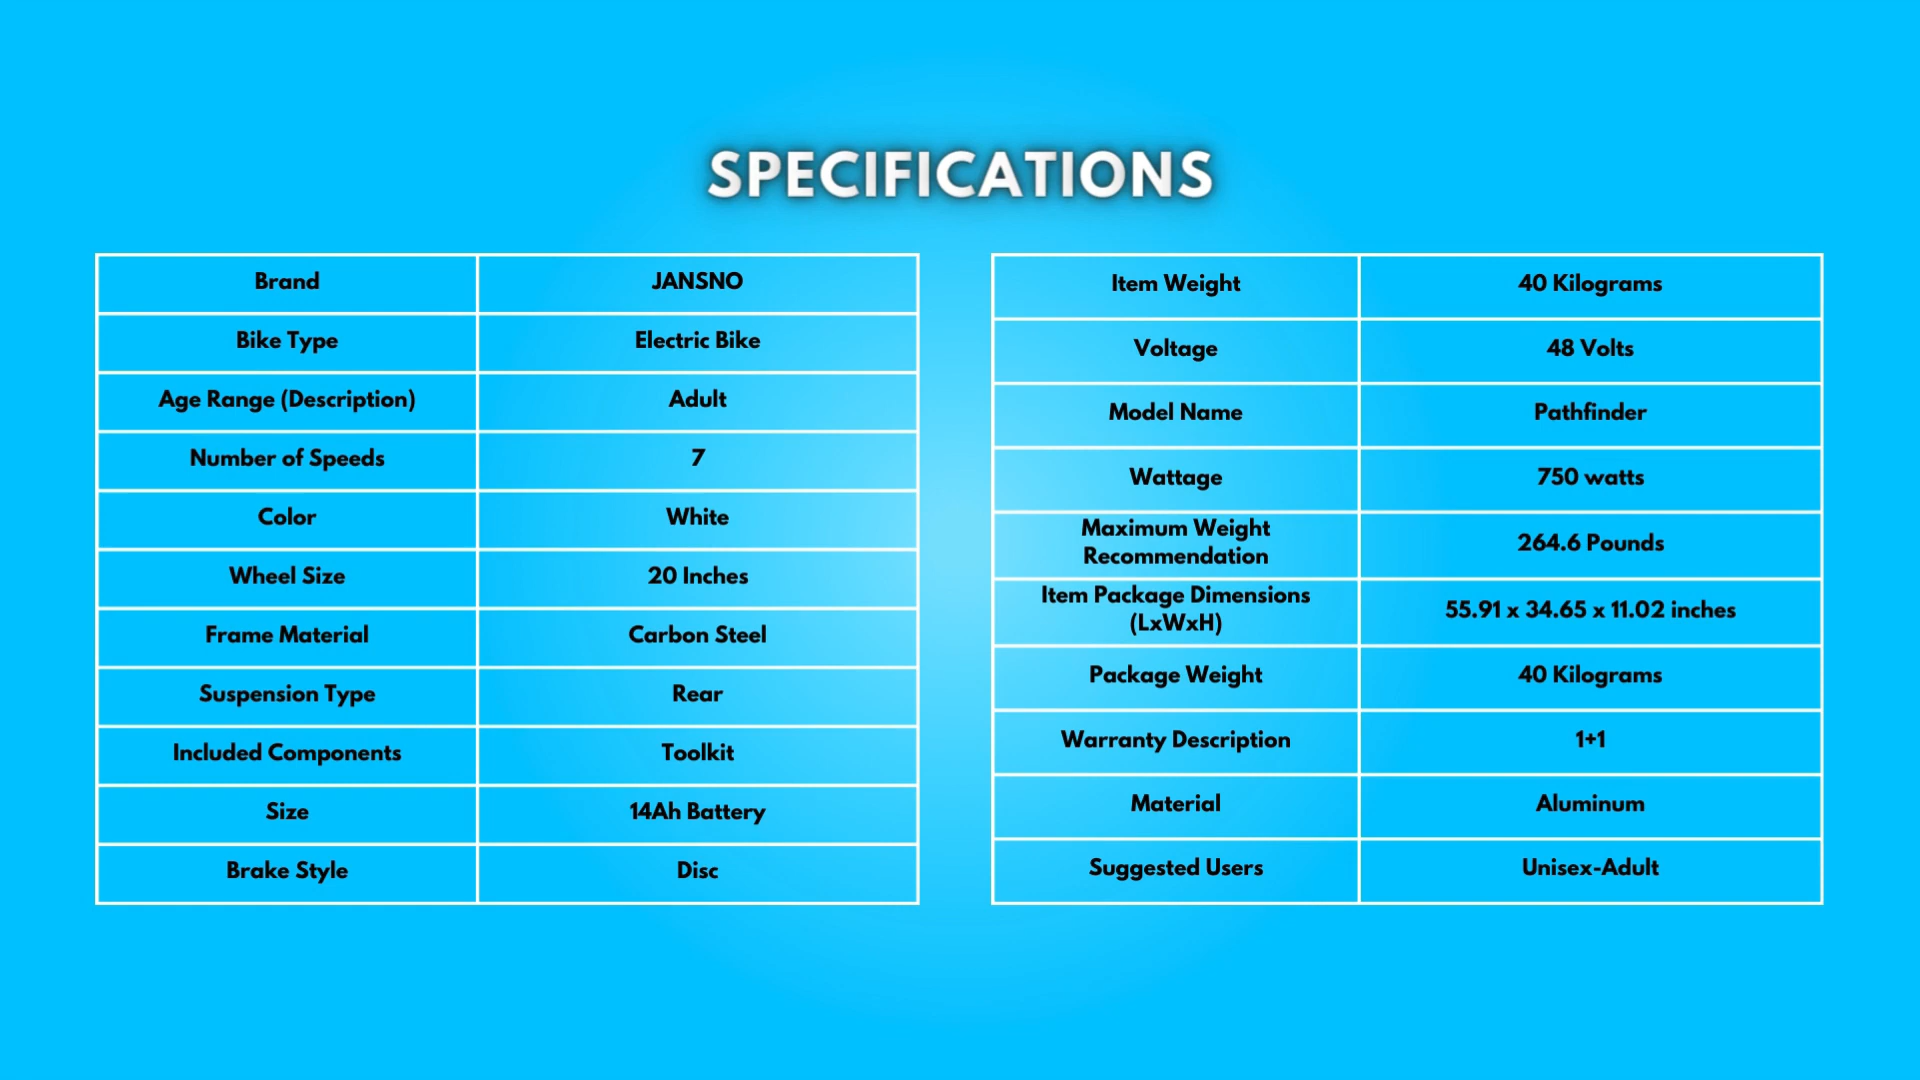 SPECIFICATIONS
Brand JANSNO
Bike Type Electric Bike
Age Range (Description) Adult
Number of Speeds 7
Color White
Wheel Size 20 Inches
Frame Material Carbon Steel
Suspension Type Rear
Included Components Toolkit
Size 14Ah Battery
Brake Style Disc
Item Weight 40 Kilograms
Voltage 48 Volts
Model Name Pathfinder
Wattage 750 watts
Maximum Weight
Recommendation 264.6 Pounds
Item Package Dimensions
(LxWxH) 55.91 x 34.65 x 11.02 inches
Package Weight 40 Kilograms
Warranty Description 1+1
Material Aluminum
Suggested Users Unisex-Adult